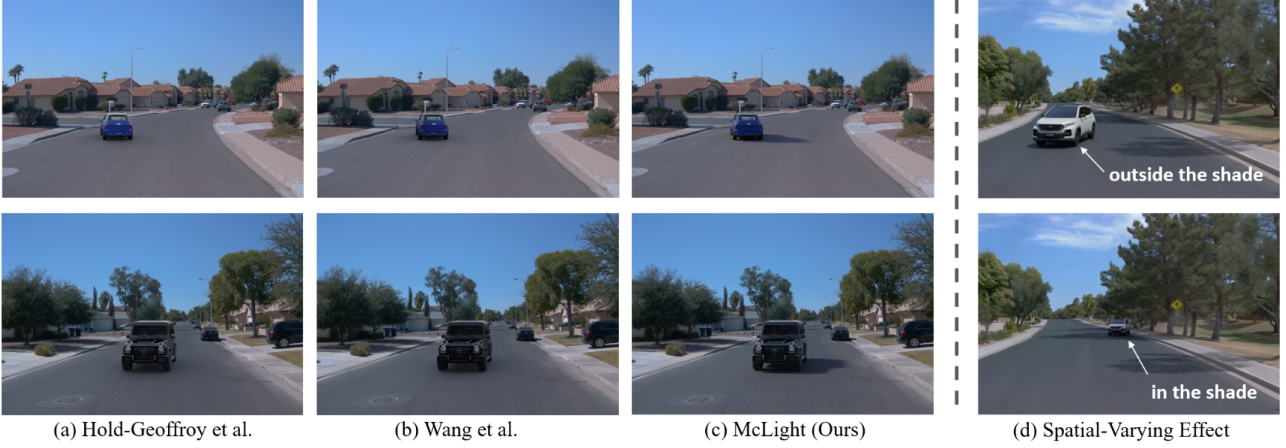 outside the shade
in the shade
(a) Hold-Geoffroy et al.
(b) Wang et al.
(c) McLight (Ours)
(d) Spatial-Varying Effect